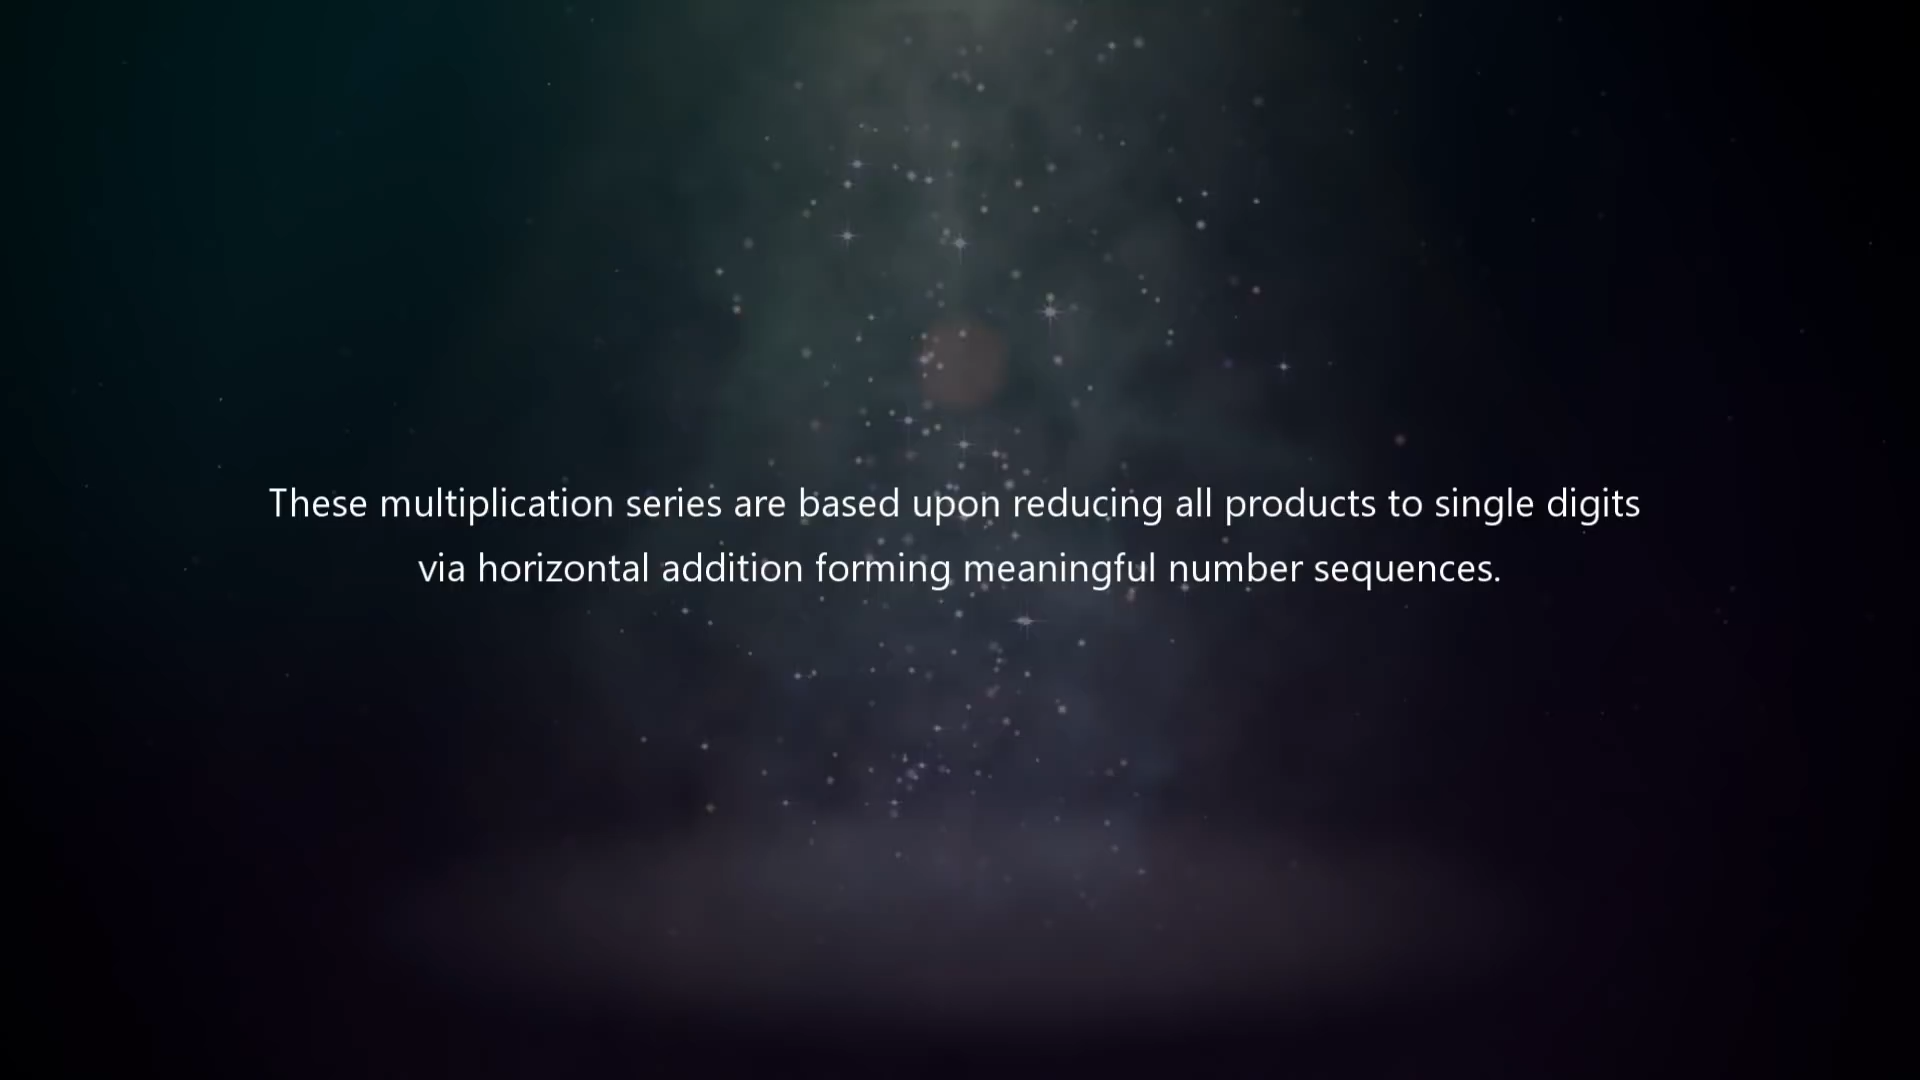 These multiplication series are based upon reducing all products to single digits
via horizontal addition forming meaningful number sequences.